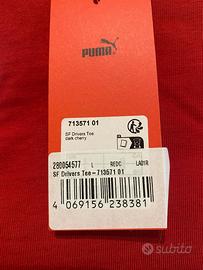 PUMA
713571 01
SF Drivers Tee
dark cherry
280054577 L REDC LA01R
SF Drivers Tee-713571 01
4 069156 238381
subito